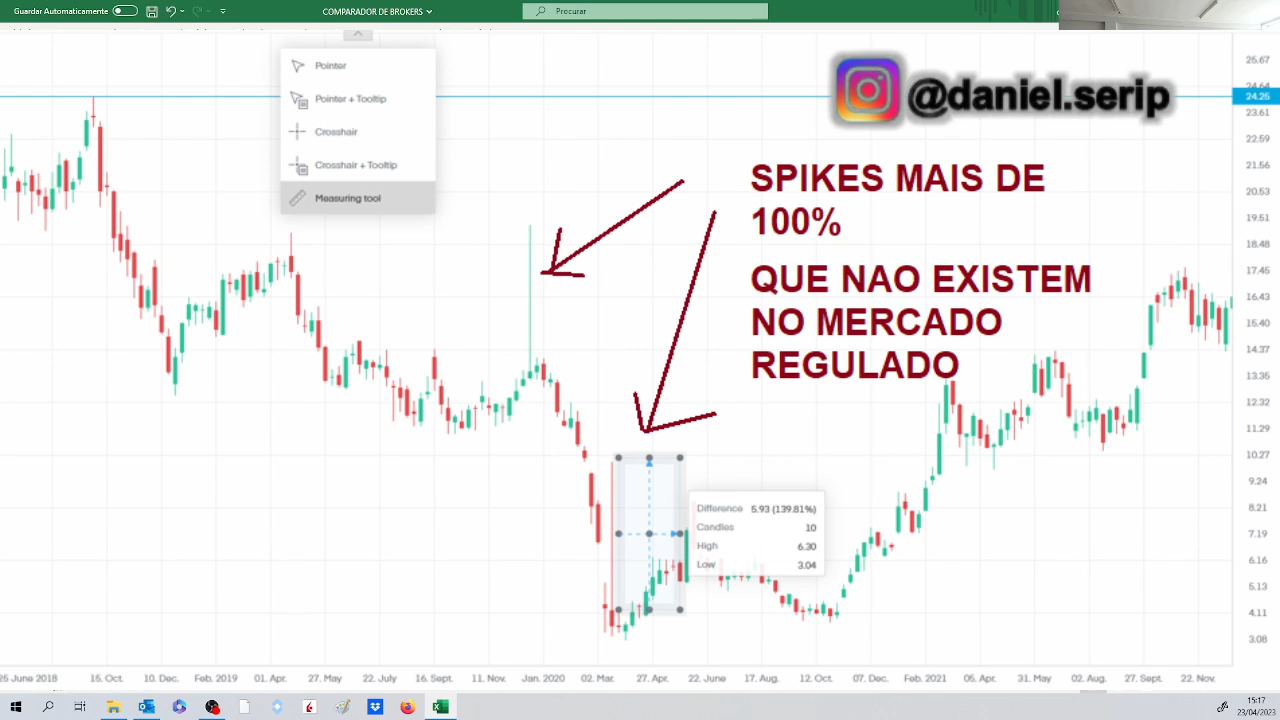 Guardar Automaticamente
COMPARADOR DE BROKERS
Procurar
Pointer
Pointer + Tooltip
Crosshair
Crosshair + Tooltip
Measuring tool
@daniel.serip
SPIKES MAIS DE
100%
QUE NAO EXISTEM
NO MERCADO
REGULADO
Difference 5.93 (139.81%)
Candles 10
High 6.30
Low 3.04
25.67
24.64
24.25
23.61
22.59
21.56
20.53
19.51
18.48
17.45
16.43
15.40
14.37
13.35
12.32
11.29
10.27
9.24
8.21
7.19
6.16
5.13
4.11
3.08
25 June 2018 15. Oct. 10. Dec. Feb. 2019 01. Apr. 27. May 22. July 16. Sept. 11. Nov. Jan. 2020 02. Mar. 27. Apr. 22. June 17. Aug. 12. Oct. 07. Dec. Feb. 2021 05. Apr. 31. May 02. Aug. 27. Sept. 22. Nov.
15:17
23/04/2023